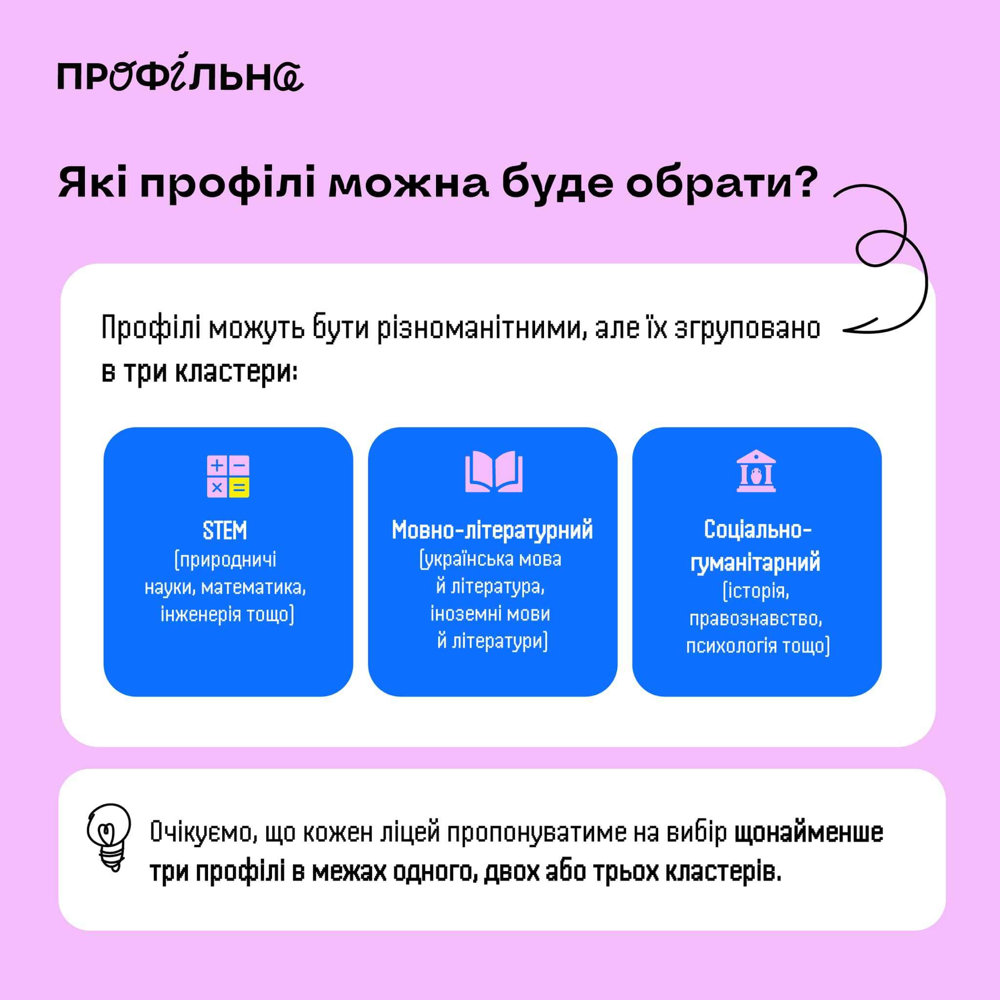 ПРОФІЛЬНА
Які профілі можна буде обрати?
Профілі можуть бути різноманітними, але їх згруповано
в три кластери:
STEM
(природничі
науки, математика,
інженерія тощо)
Мовно-літературний
(українська мова
й література,
іноземні мови
й літератури)
Соціально-
гуманітарний
(історія,
правознавство,
психологія тощо)
Очікуємо, що кожен ліцей пропонуватиме на вибір щонайменше
три профілі в межах одного, двох або трьох кластерів.